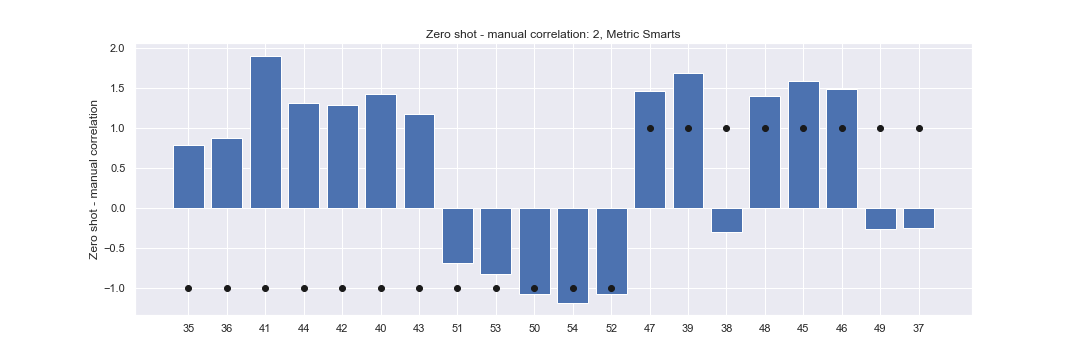 Zero shot - manual correlation: 2, Metric Smarts
Zero shot - manual correlation
2.0
1.5
1.0
0.5
0.0
−0.5
−1.0
35 36 41 44 42 40 43 51 53 50 54 52 47 39 38 48 45 46 49 37